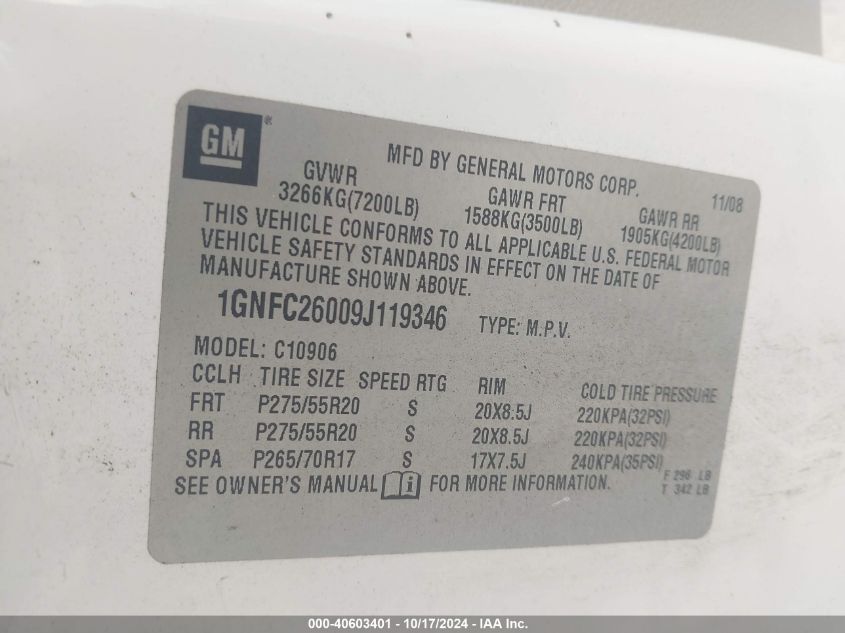 GM ®
MFD BY GENERAL MOTORS CORP. 11/08
GVWR GAWR FRT GAWR RR
3266KG(7200LB) 1588KG(3500LB) 1905KG(4200LB)
THIS VEHICLE CONFORMS TO ALL APPLICABLE U.S. FEDERAL MOTOR
VEHICLE SAFETY STANDARDS IN EFFECT ON THE DATE OF
MANUFACTURE SHOWN ABOVE.
1GNFC26009J119346 TYPE: M.P.V.
MODEL: C10906
CCLH TIRE SIZE SPEED RTG RIM COLD TIRE PRESSURE
FRT P275/55R20 S 20X8.5J 220KPA(32PSI)
RR P275/55R20 S 20X8.5J 220KPA(32PSI)
SPA P265/70R17 S 17X7.5J 240KPA(35PSI)
SEE OWNER'S MANUAL FOR MORE INFORMATION.
F 298 LB
T 342 LB
000-40603401 - 10/17/2024 - IAA Inc.